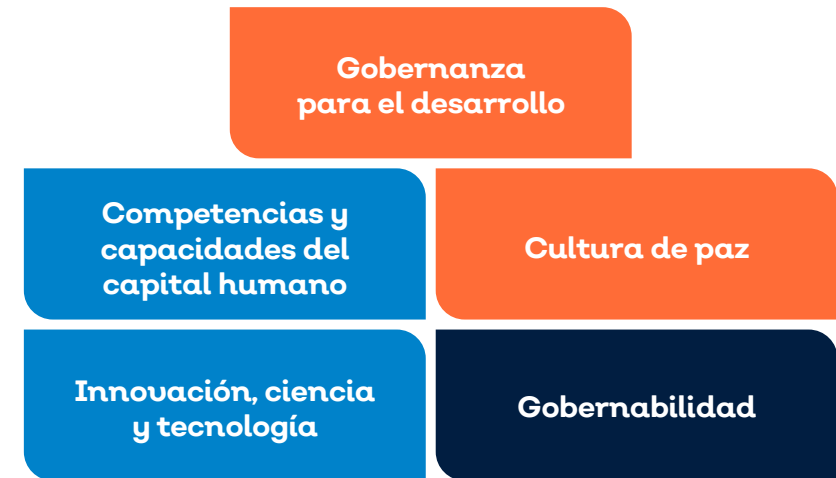 Gobernanza
para el desarrollo
Competencias y
capacidades del
capital humano
Cultura de paz
Innovación, ciencia
y tecnología
Gobernabilidad